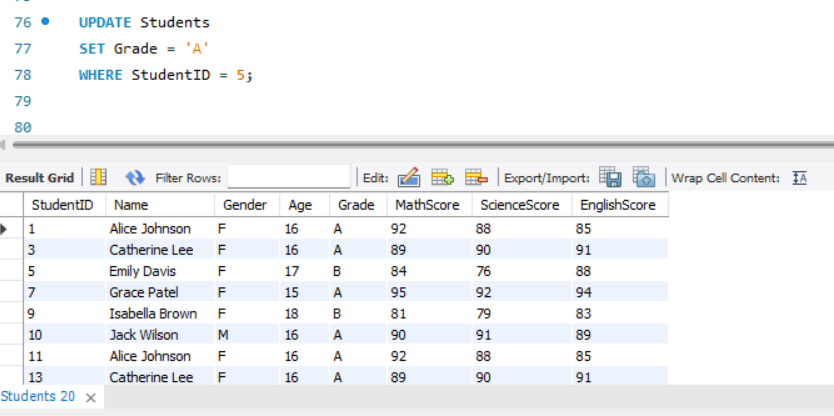 76 UPDATE Students
77 SET Grade = 'A'
78 WHERE StudentID = 5;
79
80
Result Grid Filter Rows: Edit: Export/Import: Wrap Cell Content: IA
StudentID Name Gender Age Grade MathScore ScienceScore EnglishScore
1 Alice Johnson F 16 A 92 88 85
3 Catherine Lee F 16 A 89 90 91
5 Emily Davis F 17 B 84 76 88
7 Grace Patel F 15 A 95 92 94
9 Isabella Brown F 18 B 81 79 83
10 Jack Wilson M 16 A 90 91 89
11 Alice Johnson F 16 A 92 88 85
13 Catherine Lee F 16 A 89 90 91
Students 20